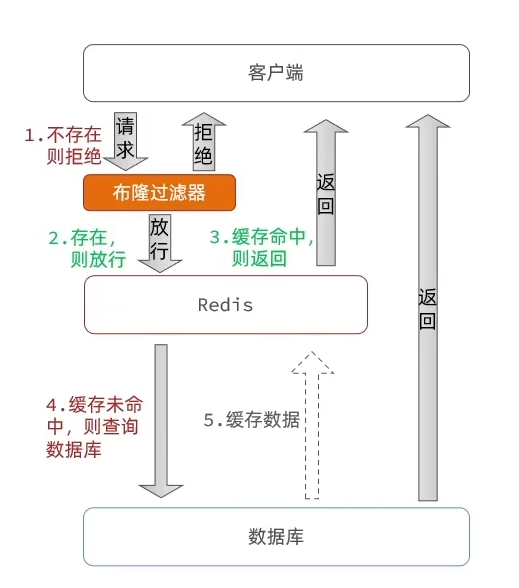 客户端
1.不存在
则拒绝
请求
拒绝
布隆过滤器
2.存在，
则放行
放行
3.缓存命中，
则返回
返回
Redis
返回
4.缓存未命
中，则查询
数据库
5.缓存数据
数据库